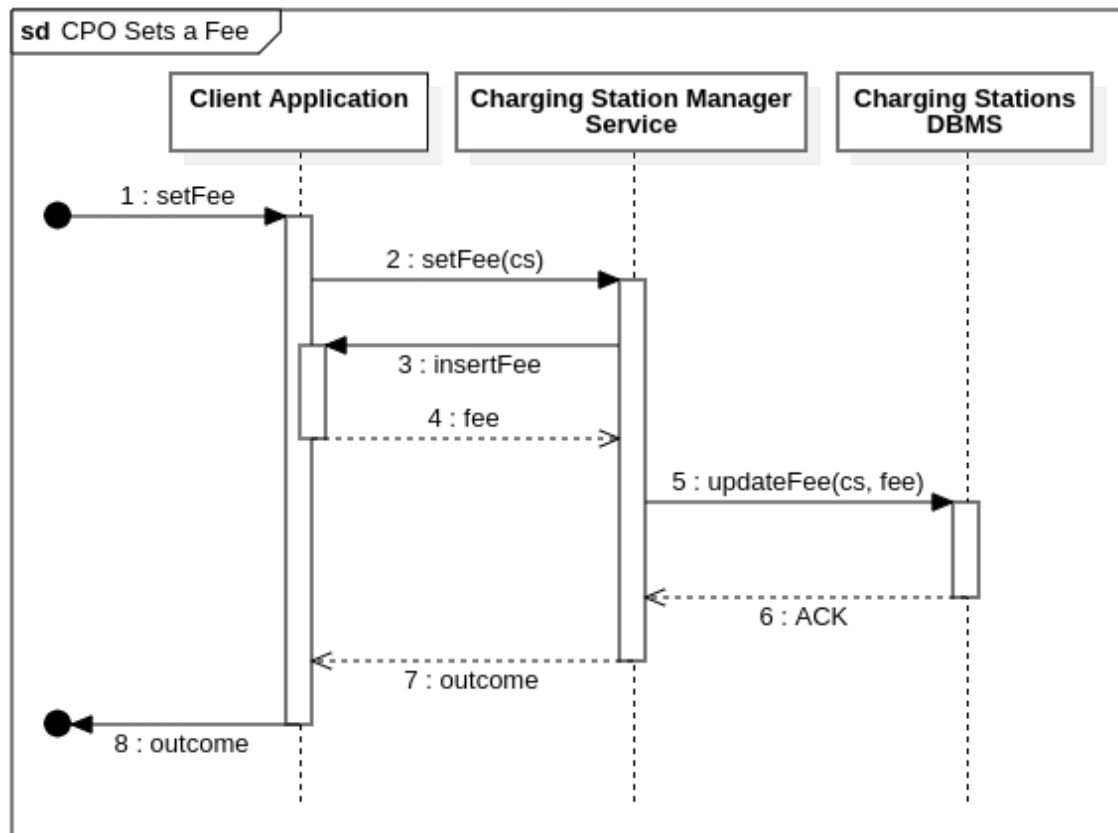 sd CPO Sets a Fee
Client Application
Charging Station Manager
Service
Charging Stations
DBMS
1 : setFee
2 : setFee(cs)
3 : insertFee
4 : fee
5 : updateFee(cs, fee)
6 : ACK
7 : outcome
8 : outcome